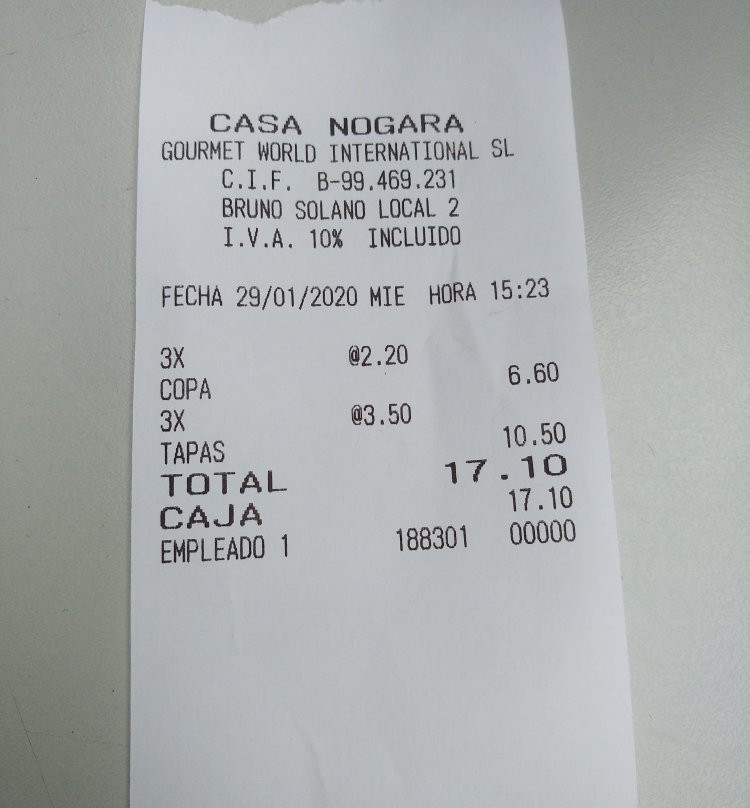 CASA NOGARA
GOURMET WORLD INTERNATIONAL SL
C.I.F. B-99.469.231
BRUNO SOLANO LOCAL 2
I.V.A. 10% INCLUIDO
FECHA 29/01/2020 MIE HORA 15:23
3X @2.20
COPA 6.60
3X @3.50
TAPAS 10.50
TOTAL 17.10
CAJA 17.10
EMPLEADO 1 188301 00000